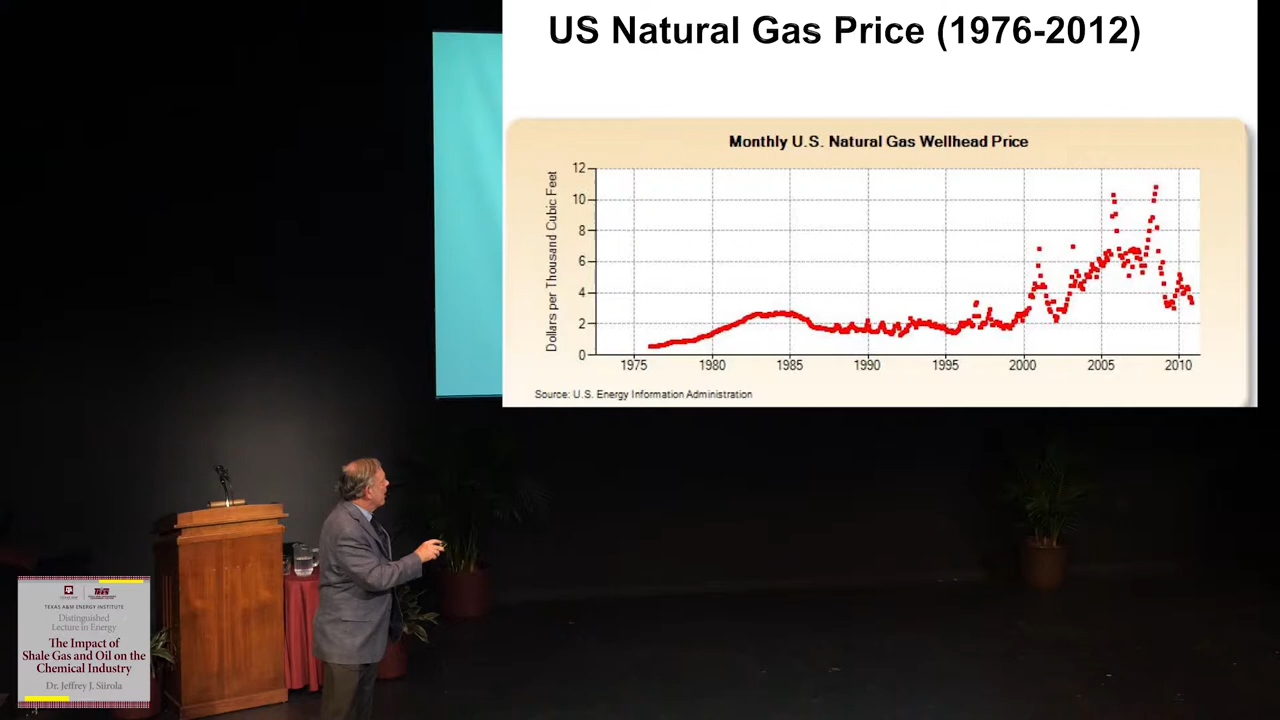 US Natural Gas Price (1976-2012)
Monthly U.S. Natural Gas Wellhead Price
Dollars per Thousand Cubic Feet
12
10
8
6
4
2
0
1975 1980 1985 1990 1995 2000 2005 2010
Source: U.S. Energy Information Administration
TEXAS A&M ENERGY INSTITUTE
Distinguished
Lecture in Energy
The Impact of
Shale Gas and Oil on the
Chemical Industry
Dr. Jeffrey J. Siirola